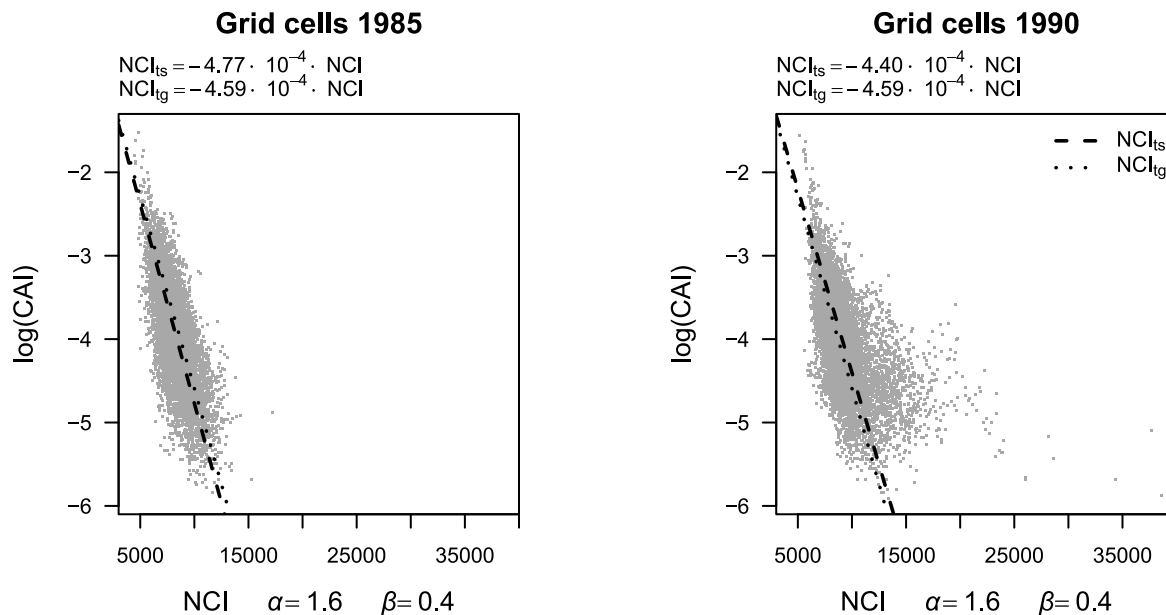 Grid cells 1985
NCIts = −4.77 · 10−4 · NCI
NCItg = −4.59 · 10−4 · NCI
log(CAI)
−2
−3
−4
−5
−6
5000 15000 25000 35000
NCI α= 1.6 β= 0.4
Grid cells 1990
NCIts = −4.40 · 10−4 · NCI
NCItg = −4.59 · 10−4 · NCI
NCIts
NCItg
log(CAI)
−2
−3
−4
−5
−6
5000 15000 25000 35000
NCI α= 1.6 β= 0.4